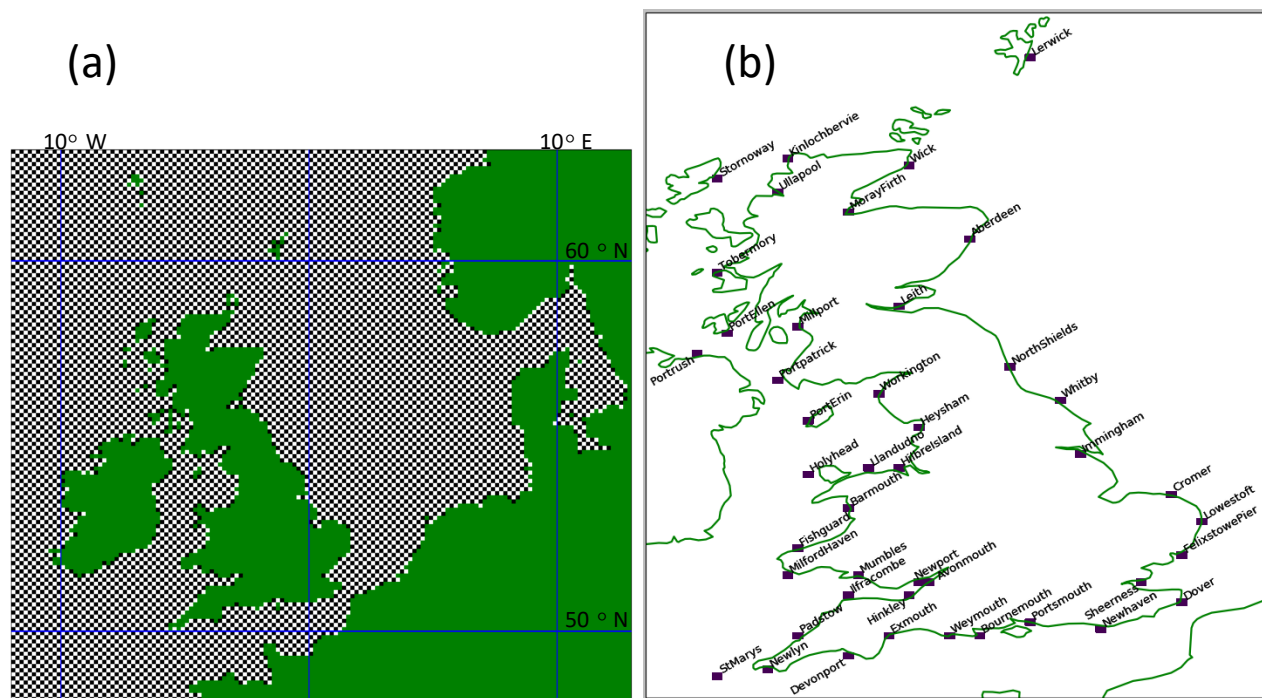 (a)
10° W
10° E
60 ° N
50 ° N
(b)
Lerwick
Kinlochbervie
Stornoway
Wick
Ullapool
MorayFirth
Aberdeen
Tobermory
Leith
PortEllen
Millport
Portrush
Portpatrick
NorthShields
Workington
Whitby
PortErin
Heysham
Holyhead
Llandudno
HilbreIsland
Immingham
Barmouth
Cromer
Lowestoft
Fishguard
FelixstowePier
MilfordHaven
Mumbles
Newport
Avonmouth
Ilfracombe
Hinkley
Sheerness
Dover
Padstow
Exmouth
Weymouth
Bournemouth
Portsmouth
Newhaven
StMarys
Newlyn
Devonport